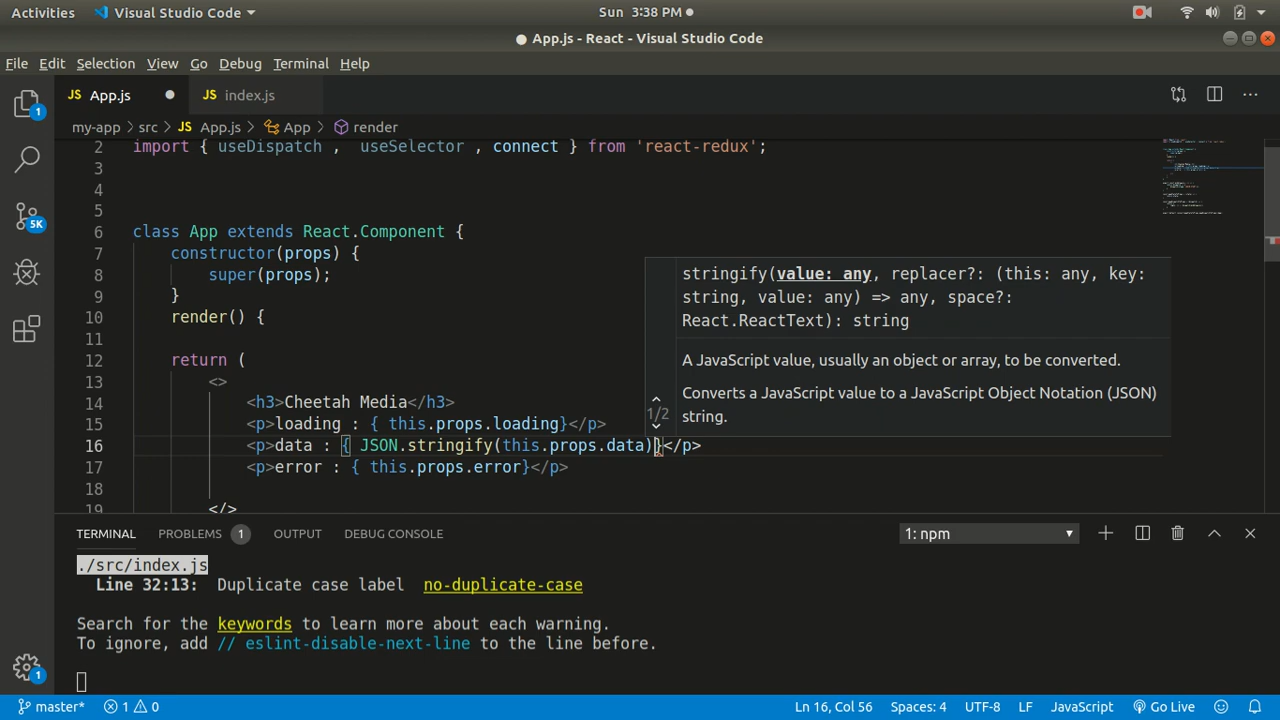 Activities Visual Studio Code Sun 3:38 PM
App.js - React - Visual Studio Code
File Edit Selection View Go Debug Terminal Help
JS App.js JS index.js
my-app > src > JS App.js > App > render
2 import { useDispatch , useSelector , connect } from 'react-redux';
3
4
5
6 class App extends React.Component {
7 constructor(props) {
8 super(props);
9 }
10 render() {
11
12 return (
13 <>
14 <h3>Cheetah Media</h3>
15 <p>loading : { this.props.loading}</p>
16 <p>data : { JSON.stringify(this.props.data)}</p>
17 <p>error : { this.props.error}</p>
18
19 </>
stringify(value: any, replacer?: (this: any, key:
string, value: any) => any, space?:
React.ReactText): string
A JavaScript value, usually an object or array, to be converted.
1/2
Converts a JavaScript value to a JavaScript Object Notation (JSON)
string.
1
5K
1
TERMINAL PROBLEMS 1 OUTPUT DEBUG CONSOLE 1: npm
./src/index.js
Line 32:13: Duplicate case label no-duplicate-case
Search for the keywords to learn more about each warning.
To ignore, add // eslint-disable-next-line to the line before.
master* 1 0 Ln 16, Col 56 Spaces: 4 UTF-8 LF JavaScript Go Live